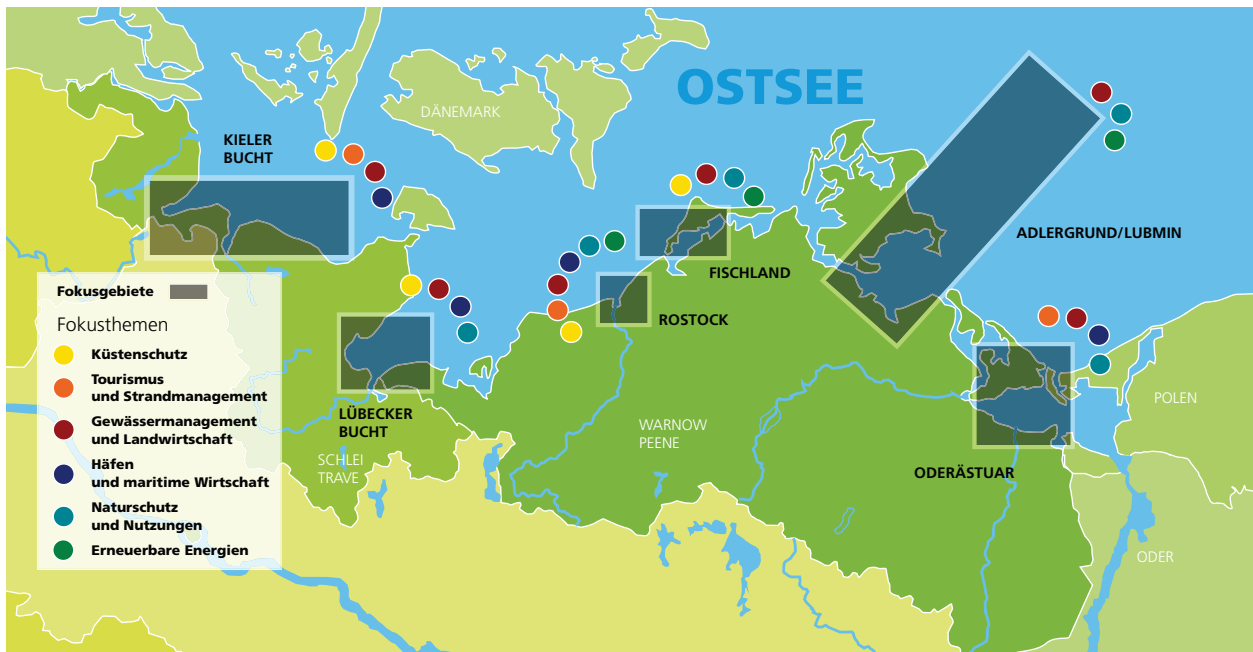 OSTSEE
DÄNEMARK
KIELER
BUCHT
ADLERGRUND/LUBMIN
FISCHLAND
ROSTOCK
Fokusgebiete
Fokusthemen
Küstenschutz
Tourismus
und Strandmanagement
Gewässermanagement
und Landwirtschaft
Häfen
und maritime Wirtschaft
Naturschutz
und Nutzungen
Erneuerbare Energien
LÜBECKER
BUCHT
SCHLEI
TRAVE
WARNOW
PEENE
POLEN
ODERÄSTUAR
ODER